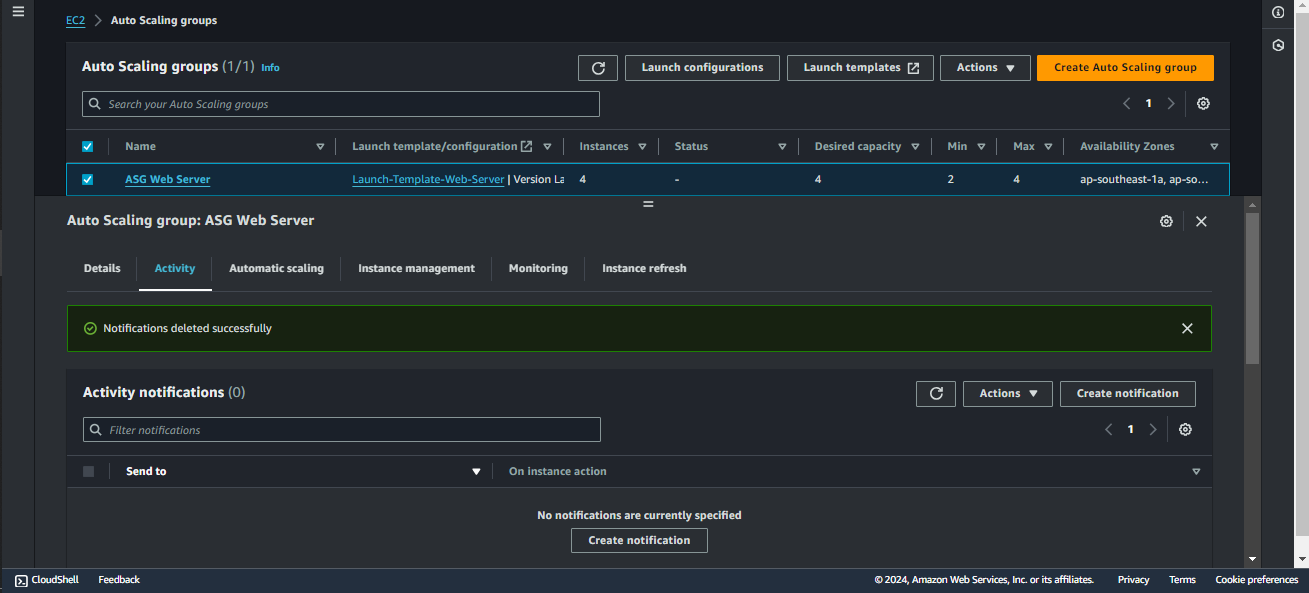 EC2 > Auto Scaling groups
Auto Scaling groups (1/1) Info
Launch configurations
Launch templates
Actions
Create Auto Scaling group
Search your Auto Scaling groups
1
Name Launch template/configuration Instances Status Desired capacity Min Max Availability Zones
ASG Web Server Launch-Template-Web-Server | Version La 4 - 4 2 4 ap-southeast-1a, ap-so...
Auto Scaling group: ASG Web Server
Details Activity Automatic scaling Instance management Monitoring Instance refresh
Notifications deleted successfully
Activity notifications (0)
Actions
Create notification
Filter notifications
1
Send to On instance action
No notifications are currently specified
Create notification
CloudShell Feedback © 2024, Amazon Web Services, Inc. or its affiliates. Privacy Terms Cookie preferences